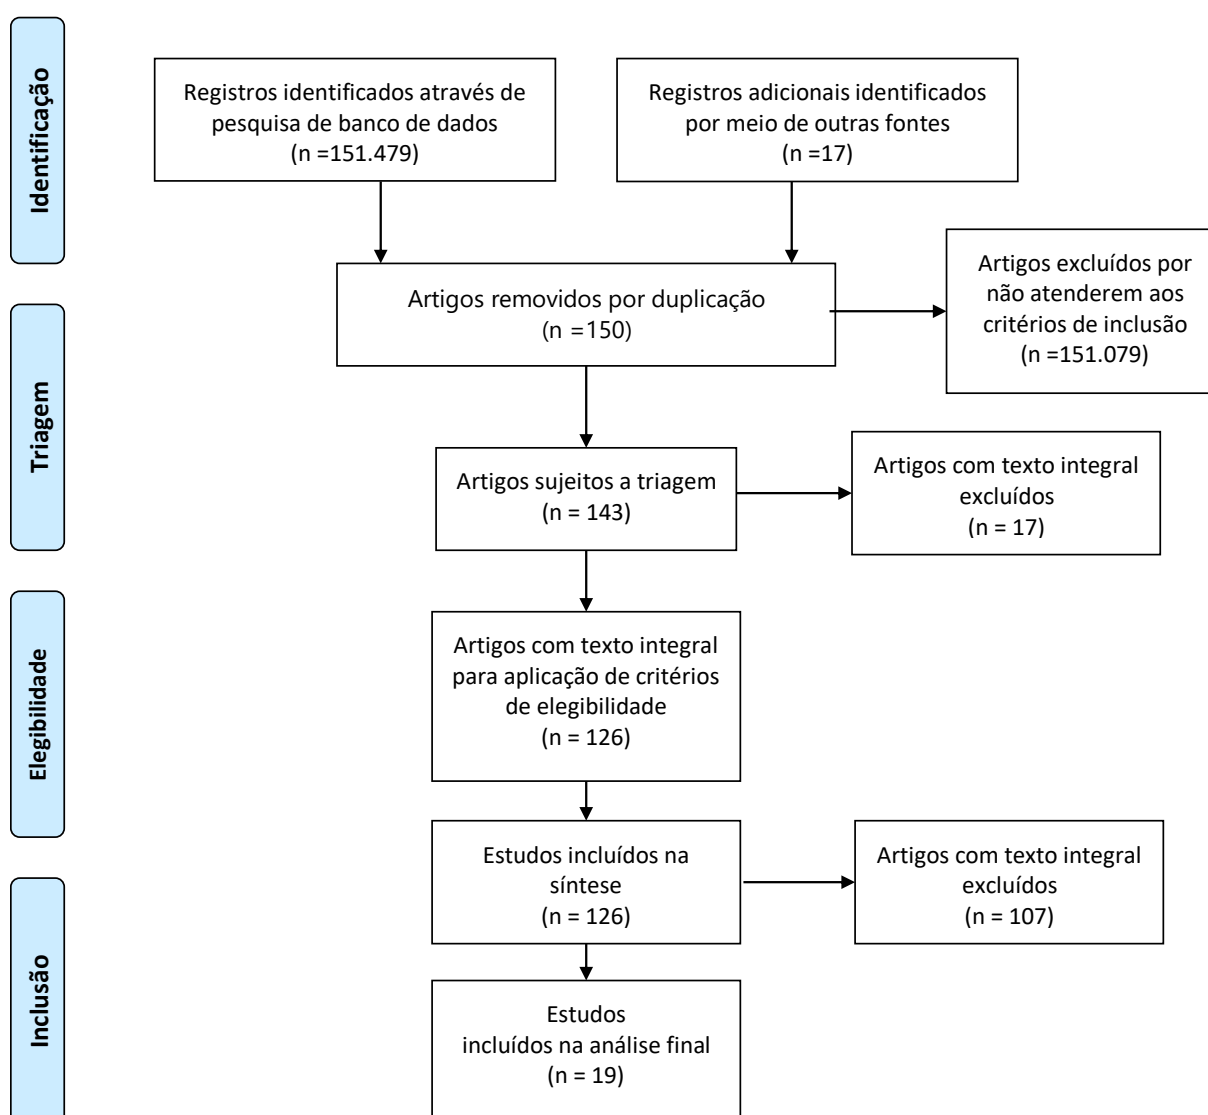 Identificação
Registros identificados através de
pesquisa de banco de dados
(n =151.479)
Registros adicionais identificados
por meio de outras fontes
(n =17)
Artigos removidos por duplicação
(n =150)
Artigos excluídos por
não atenderem aos
critérios de inclusão
(n =151.079)
Triagem
Artigos sujeitos a triagem
(n = 143)
Artigos com texto integral
excluídos
(n = 17)
Elegibilidade
Artigos com texto integral
para aplicação de critérios
de elegibilidade
(n = 126)
Estudos incluídos na
síntese
(n = 126)
Artigos com texto integral
excluídos
(n = 107)
Inclusão
Estudos
incluídos na análise final
(n = 19)